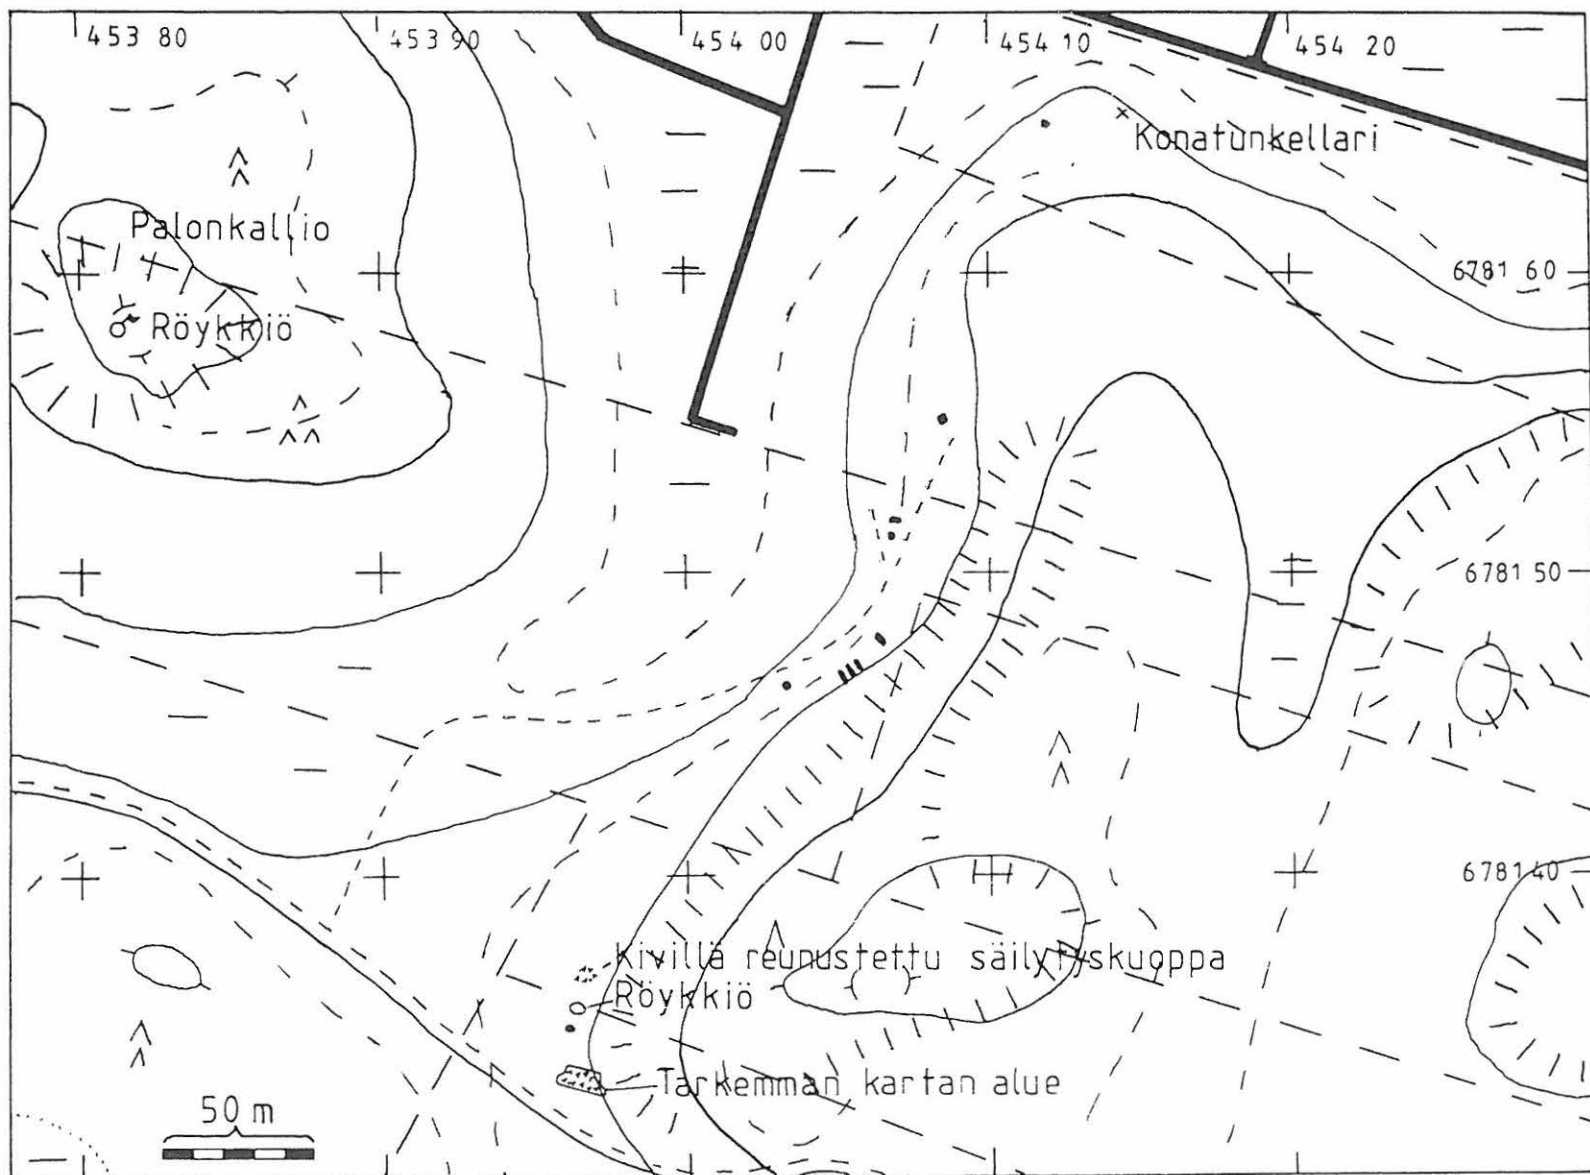 453 80
453 90
454 00
454 10
454 20
Konatunkellari
Palonkallio
6781 60
Röykkiö
6781 50
6781 40
Kivillä reunustettu säilytyskuoppa
Röykkiö
Tarkemman kartan alue
50 m